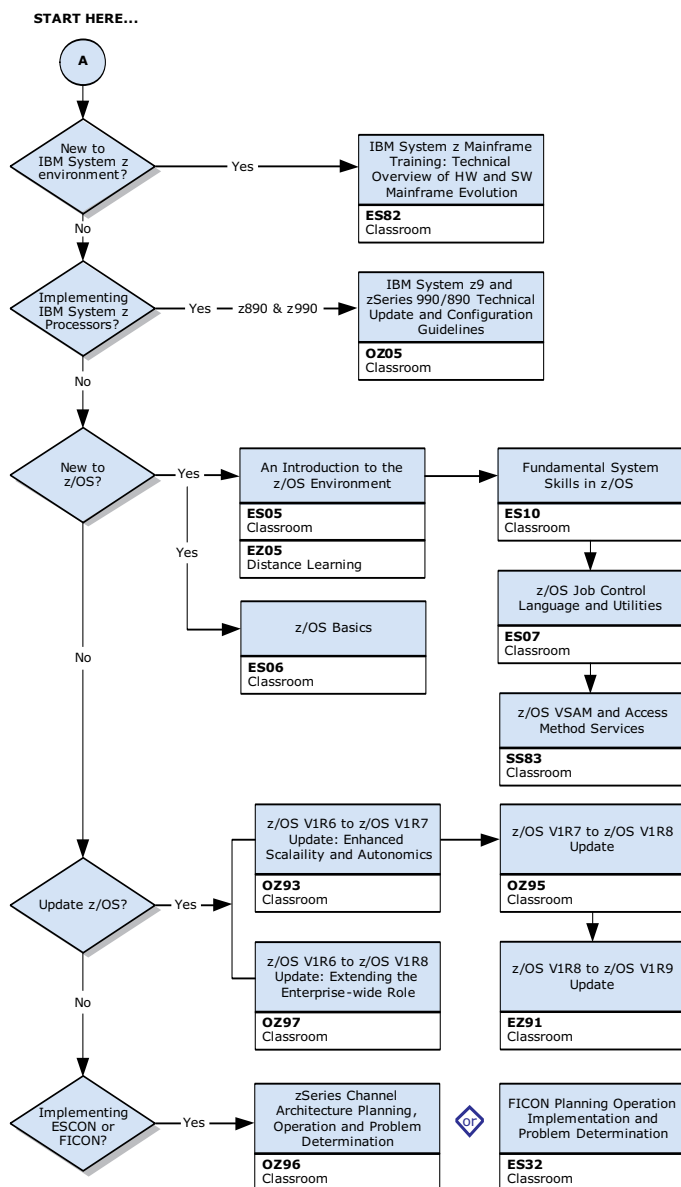 START HERE...
A
New to
IBM System z
environment?
Yes
IBM System z Mainframe
Training: Technical
Overview of HW and SW
Mainframe Evolution
ES82
Classroom
No
Implementing
IBM System z
Processors?
Yes
z890 & z990
IBM System z9 and
zSeries 990/890 Technical
Update and Configuration
Guidelines
OZ05
Classroom
No
New to
z/OS?
Yes
An Introduction to the
z/OS Environment
ES05
Classroom
EZ05
Distance Learning
Fundamental System
Skills in z/OS
ES10
Classroom
Yes
z/OS Basics
ES06
Classroom
z/OS Job Control
Language and Utilities
ES07
Classroom
z/OS VSAM and Access
Method Services
SS83
Classroom
No
Update z/OS?
Yes
z/OS V1R6 to z/OS V1R7
Update: Enhanced
Scalaility and Autonomics
OZ93
Classroom
z/OS V1R7 to z/OS V1R8
Update
OZ95
Classroom
z/OS V1R6 to z/OS V1R8
Update: Extending the
Enterprise-wide Role
OZ97
Classroom
z/OS V1R8 to z/OS V1R9
Update
EZ91
Classroom
No
Implementing
ESCON or
FICON?
Yes
zSeries Channel
Architecture Planning,
Operation and Problem
Determination
OZ96
Classroom
or
FICON Planning Operation
Implementation and
Problem Determination
ES32
Classroom